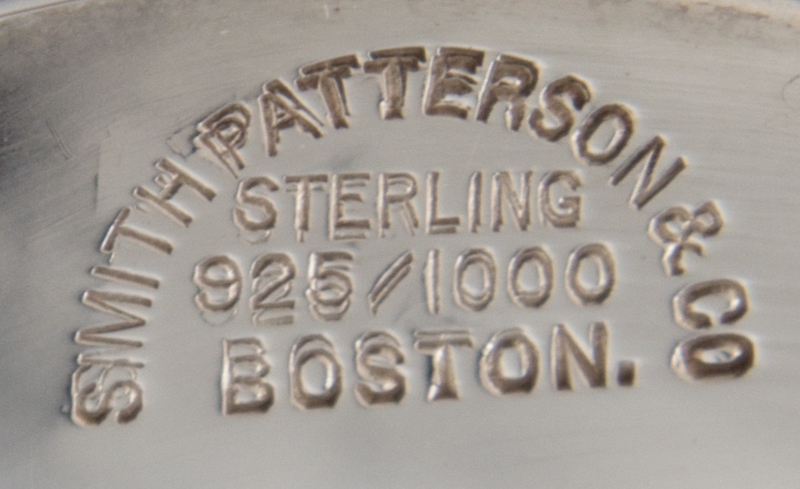 SMITH PATTERSON & CO
STERLING
925/1000
BOSTON.